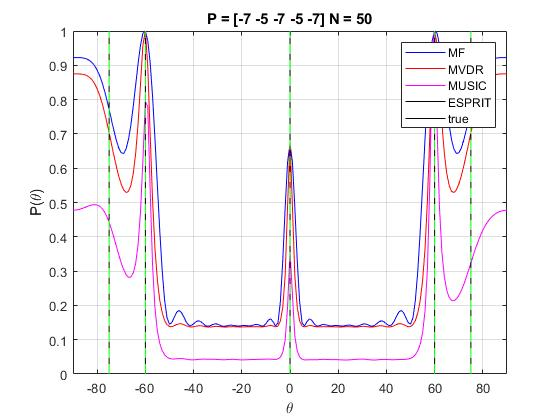 P = [-7 -5 -7 -5 -7] N = 50
1
0.9
0.8
0.7
0.6
0.5
0.4
0.3
0.2
0.1
0
P(θ)
MF
MVDR
MUSIC
ESPRIT
true
-80 -60 -40 -20 0 20 40 60 80
θ